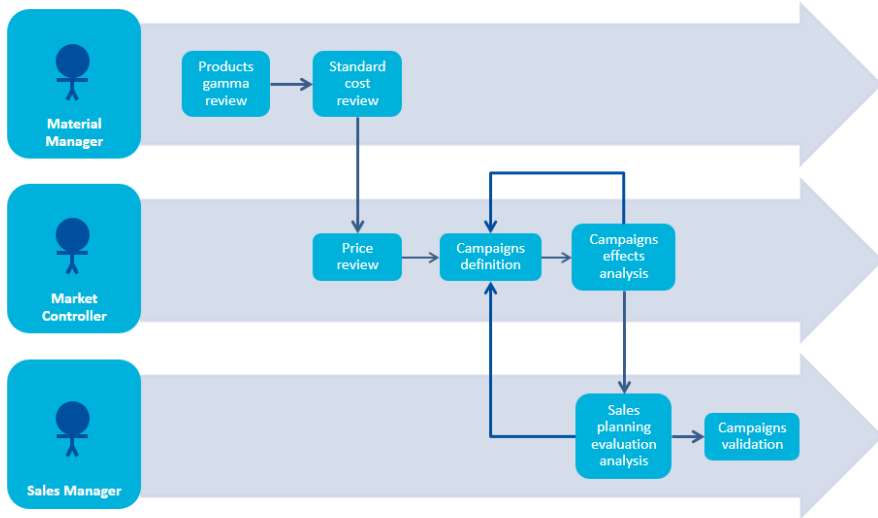 Products
gamma
review
Standard
cost
review
Material
Manager
Price
review
Campaigns
definition
Campaigns
effects
analysis
Market
Controller
Sales
planning
evaluation
analysis
Campaigns
validation
Sales Manager